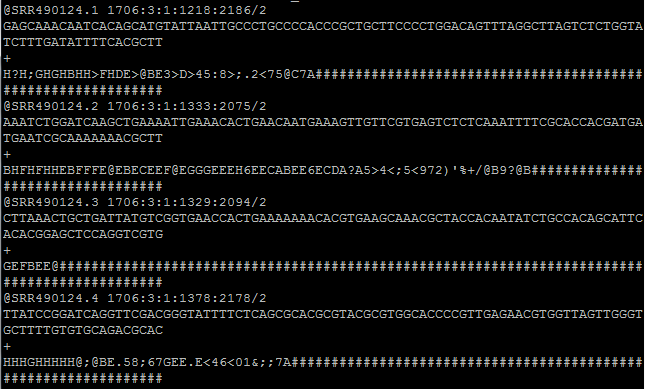 @SRR490124.1 1706:3:1:1218:2186/2
GAGCAAACAATCACAGCATGTATTAATTGCCCTGCCCCACCCGCTGCTTCCCCTGGACAGTTTAGGCTTAGTCTCTGGTA
TCTTTGATATTTTCACGCTT
+
H?H;GHGHBHH>FHDE>@BE3>D>45:8>;.2<75@C7A#########################################
####################
@SRR490124.2 1706:3:1:1333:2075/2
AAATCTGGATCAAGCTGAAAATTGAAACACTGAACAATGAAAGTTGTTCGTGAGTCTCTCAAATTTTCGCACCACGATGA
TGAATCGCAAAAAAACGCTT
+
BHFHFHHEBFFFE@EBECEEF@EGGGEEEH6EECABEE6ECDA?A5>4<;5<972)'%+/@B9?@B##############
####################
@SRR490124.3 1706:3:1:1329:2094/2
CTTAAACTGCTGATTATGTCGGTGAACCACTGAAAAAAACACGTGAAGCAAACGCTACCACAATATCTGCCACAGCATTC
ACACGGAGCTCCAGGTCGTG
+
GEFBEE@#########################################################################
####################
@SRR490124.4 1706:3:1:1378:2178/2
TTATCCGGATCAGGTTCGACGGGTATTTTCTCAGCGCACGCGTACGCGTGGCACCCCGTTGAGAACGTGGTTAGTTGGGT
GCTTTTGTGTGCAGACGCAC
+
HHHGHHHHH@;@BE.58;67GEE.E<46<01&;;7A############################################
####################